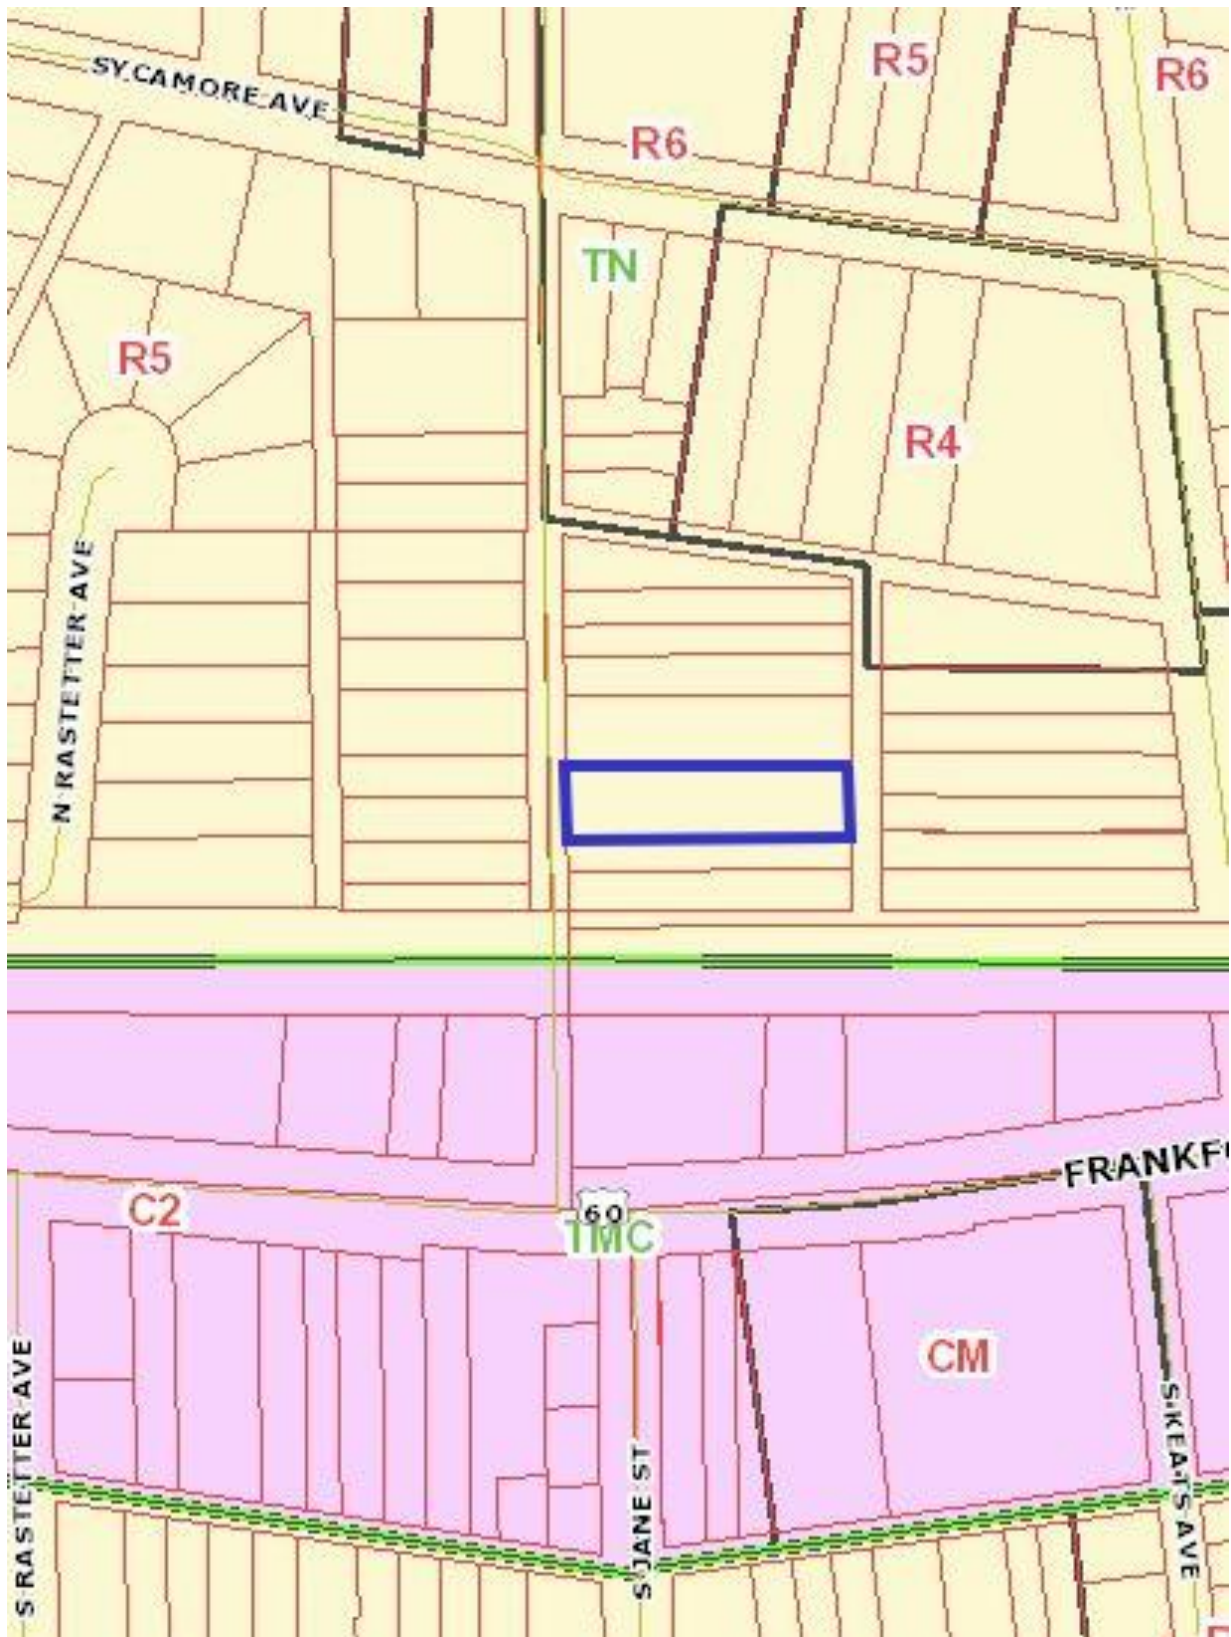 R5
R6
SYCAMORE AVE
R6
TN
R5
R4
N RASTETTER AVE
FRANKF
C2
60
TMC
CM
S RASTETTER AVE
S JANE ST
S KEATS AVE